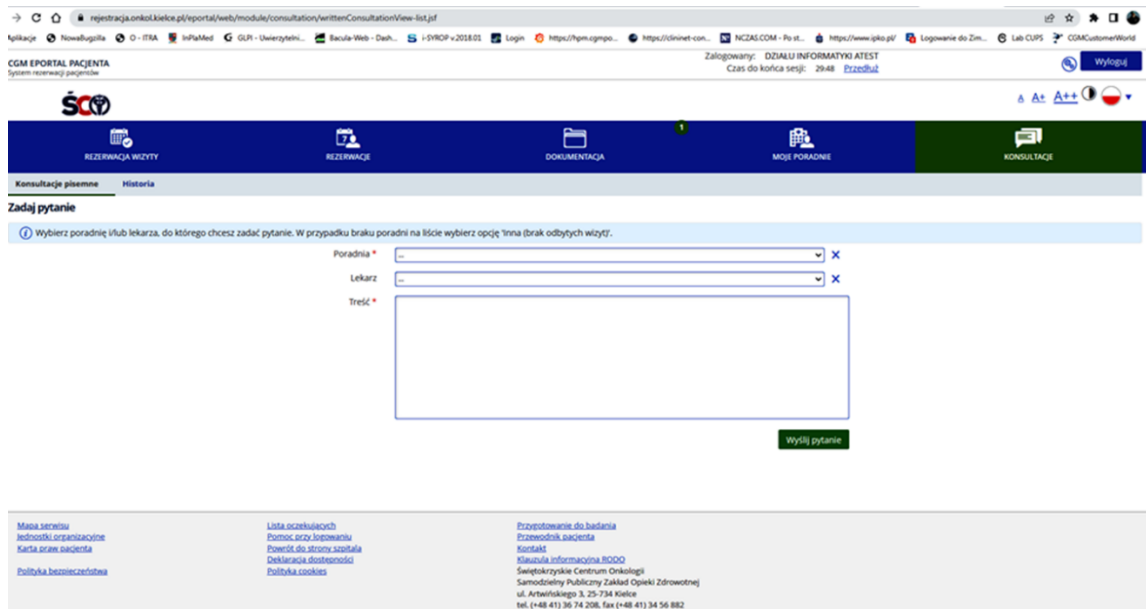 rejestracja.onkol.kielce.pl/eportal/web/module/consultation/writtenConsultationView-list.jsf
Aplikacje NowaBugzilla O - ITRA InPlaMed GLPI - Uwierzytelni... Bacula-Web - Dash... i-SYROP v.2018.01 Login https://hpm.cgmpo... https://clininet-con... NCZAS.COM - Po st... https://www.ipko.pl/ Logowanie do Zim... Lab CUPS CGMCustomerWorld
CGM EPORTAL PACJENTA
System rezerwacji pacjentów
Zalogowany: DZIAŁU INFORMATYKI ATEST
Czas do końca sesji: 29:48 Przedłuż
Wyloguj
ŚCO
A A+ A++
1
REZERWACJA WIZYTY REZERWACJE DOKUMENTACJA MOJE PORADNIE KONSULTACJE
Konsultacje pisemne Historia
Zadaj pytanie
Wybierz poradnię i/lub lekarza, do którego chcesz zadać pytanie. W przypadku braku poradni na liście wybierz opcję 'Inna (brak odbytych wizyt)'.
Poradnia * ...
Lekarz ...
Treść *
Wyślij pytanie
Mapa serwisu Lista oczekujących Przygotowanie do badania
Jednostki organizacyjne Pomoc przy logowaniu Przewodnik pacjenta
Karta praw pacjenta Powrót do strony szpitala Kontakt
Deklaracja dostępności Klauzula informacyjna RODO
Polityka bezpieczeństwa Polityka cookies Świętokrzyskie Centrum Onkologii
Samodzielny Publiczny Zakład Opieki Zdrowotnej
ul. Artwińskiego 3, 25-734 Kielce
tel. (+48 41) 36 74 208, fax (+48 41) 34 56 882